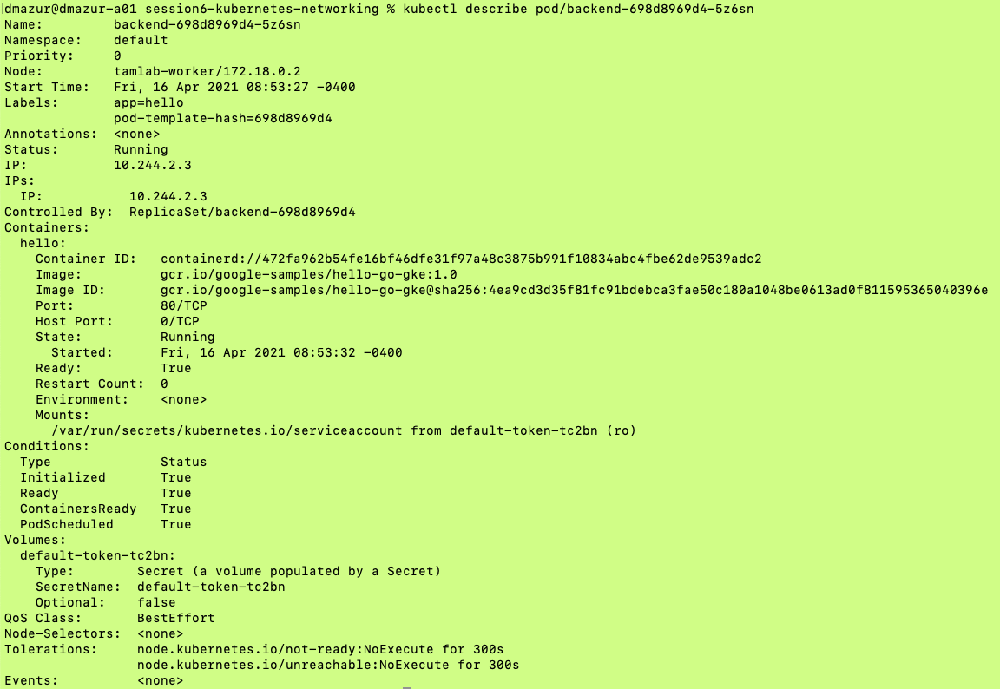 [dmazur@dmazur-a01 session6-kubernetes-networking % kubectl describe pod/backend-698d8969d4-5z6sn
Name:         backend-698d8969d4-5z6sn
Namespace:    default
Priority:     0
Node:         tamlab-worker/172.18.0.2
Start Time:   Fri, 16 Apr 2021 08:53:27 -0400
Labels:       app=hello
              pod-template-hash=698d8969d4
Annotations:  <none>
Status:       Running
IP:           10.244.2.3
IPs:
  IP:           10.244.2.3
Controlled By:  ReplicaSet/backend-698d8969d4
Containers:
  hello:
    Container ID:   containerd://472fa962b54fe16bf46dfe31f97a48c3875b991f10834abc4fbe62de9539adc2
    Image:          gcr.io/google-samples/hello-go-gke:1.0
    Image ID:       gcr.io/google-samples/hello-go-gke@sha256:4ea9cd3d35f81fc91bdebca3fae50c180a1048be0613ad0f811595365040396e
    Port:           80/TCP
    Host Port:      0/TCP
    State:          Running
      Started:      Fri, 16 Apr 2021 08:53:32 -0400
    Ready:          True
    Restart Count:  0
    Environment:    <none>
    Mounts:
      /var/run/secrets/kubernetes.io/serviceaccount from default-token-tc2bn (ro)
Conditions:
  Type              Status
  Initialized       True
  Ready             True
  ContainersReady   True
  PodScheduled      True
Volumes:
  default-token-tc2bn:
    Type:        Secret (a volume populated by a Secret)
    SecretName:  default-token-tc2bn
    Optional:    false
QoS Class:       BestEffort
Node-Selectors:  <none>
Tolerations:     node.kubernetes.io/not-ready:NoExecute for 300s
                 node.kubernetes.io/unreachable:NoExecute for 300s
Events:          <none>